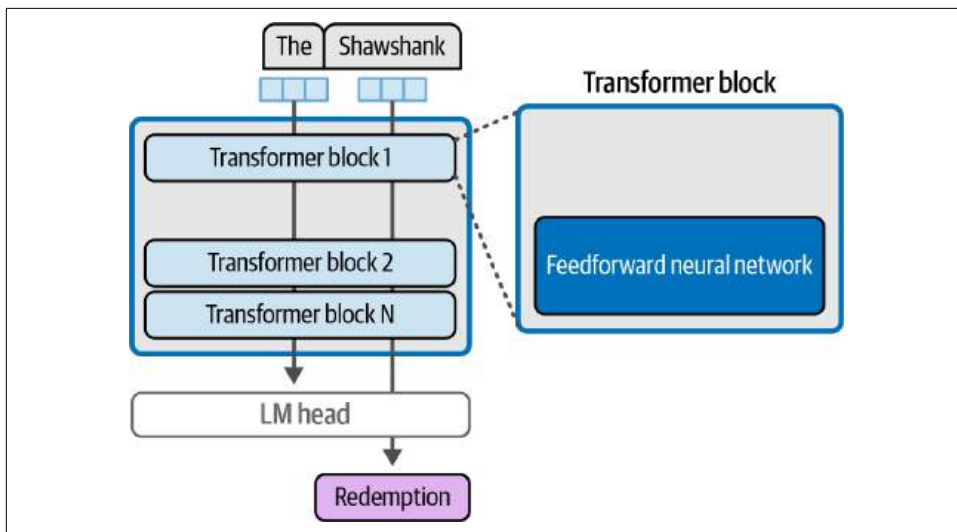 The Shawshank
Transformer block
Transformer block 1
Transformer block 2
Feedforward neural network
Transformer block N
LM head
Redemption